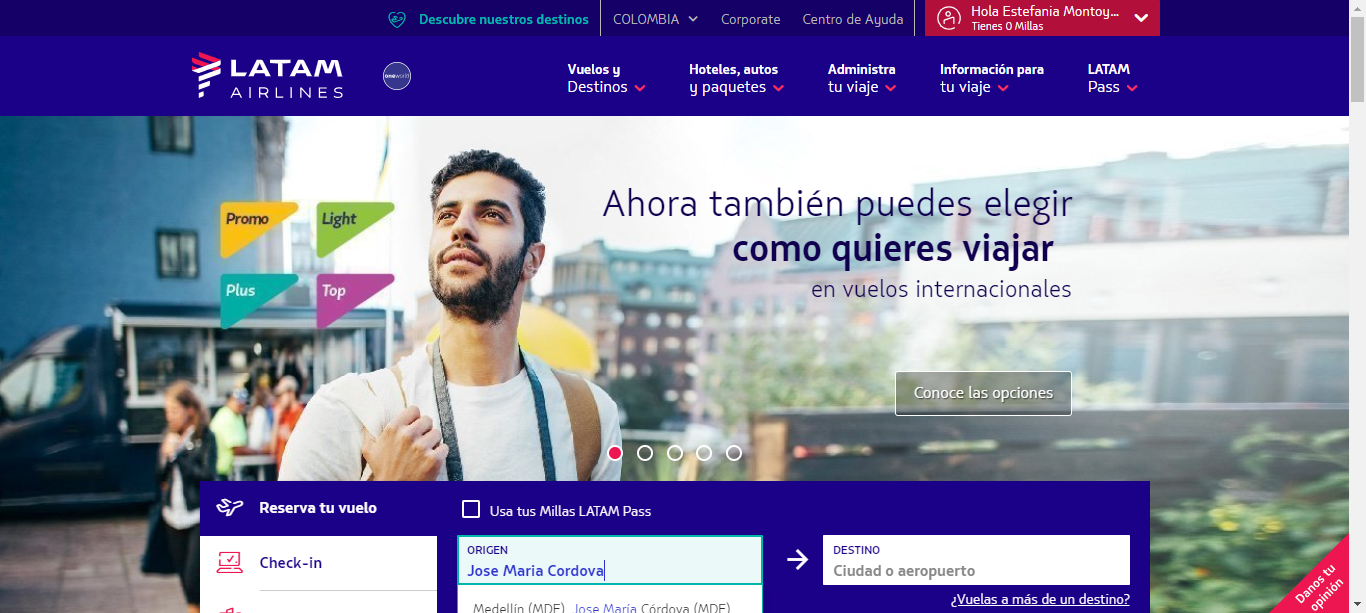 Descubre nuestros destinos
COLOMBIA
Corporate
Centro de Ayuda
Hola Estefania Montoy...
Tienes 0 Millas
LATAM
AIRLINES
oneworld
Vuelos y
Destinos
Hoteles, autos
y paquetes
Administra
tu viaje
Información para
tu viaje
LATAM
Pass
Promo
Light
Plus
Top
Ahora también puedes elegir
como quieres viajar
en vuelos internacionales
Conoce las opciones
Reserva tu vuelo
Usa tus Millas LATAM Pass
Check-in
ORIGEN
Jose Maria Cordova
DESTINO
Ciudad o aeropuerto
Medellín (MDE), Jose María Córdova (MDE)
¿Vuelas a más de un destino?
Danos tu
opinión